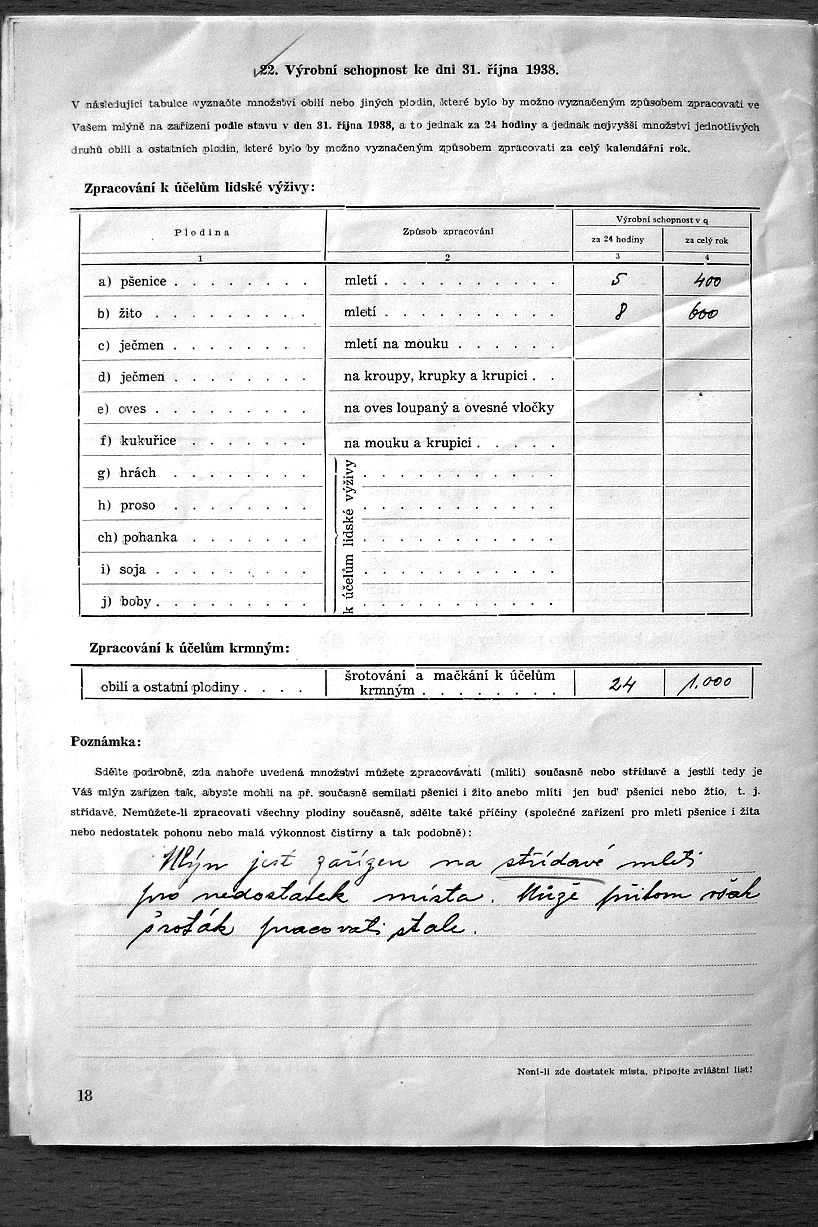 22. Výrobní schopnost ke dni 31. října 1938.
V následující tabulce vyznačte množství obilí nebo jiných plodin, které bylo by možno vyznačeným způsobem zpracovati ve
Vašem mlýně na zařízení podle stavu v den 31. října 1938, a to jednak za 24 hodiny a jednak nejvyšší množství jednotlivých
druhů obilí a ostatních plodin, které bylo by možno vyznačeným způsobem zpracovati za celý kalendářní rok.
Zpracování k účelům lidské výživy:
Plodina Způsob zpracování Výrobní schopnost v q
za 24 hodiny za celý rok
1 2 3 4
a) pšenice . . . . . . . . mletí . . . . . . . . . . 5 400
b) žito . . . . . . . . . mletí . . . . . . . . . . 8 600
c) ječmen . . . . . . . . mletí na mouku . . . . . .
d) ječmen . . . . . . . . na kroupy, krupky a krupici . .
e) oves . . . . . . . . . na oves loupaný a ovesné vločky
f) kukuřice . . . . . . . na mouku a krupici . . . . .
g) hrách . . . . . . . . k účelům lidské výživy . . . . . . . . . . .
h) proso . . . . . . . . . . . . . . . . . . .
ch) pohanka . . . . . . . . . . . . . . . . . .
i) soja . . . . . . . . . . . . . . . . . . . .
j) boby . . . . . . . . . . . . . . . . . . . .
Zpracování k účelům krmným:
obilí a ostatní plodiny . . . . šrotování a mačkání k účelům
krmným . . . . . . . . 24 1.000
Poznámka:
Sdělte podrobně, zda nahoře uvedená množství můžete zpracovávati (mlíti) současně nebo střídavě a jestli tedy je
Váš mlýn zařízen tak, abyste mohli na př. současně semílati pšenici i žito anebo mlíti jen buď pšenici nebo žtio, t. j.
střídavě. Nemůžete-li zpracovati všechny plodiny současně, sdělte také příčiny (společné zařízení pro mletí pšenice i žita
nebo nedostatek pohonu nebo malá výkonnost čistírny a tak podobně):
Mlýn jest zařízen na střídavé mletí
pro nedostatek místa. Může přitom však
šroták pracovati stale.
Není-li zde dostatek místa, připojte zvláštní list!
18